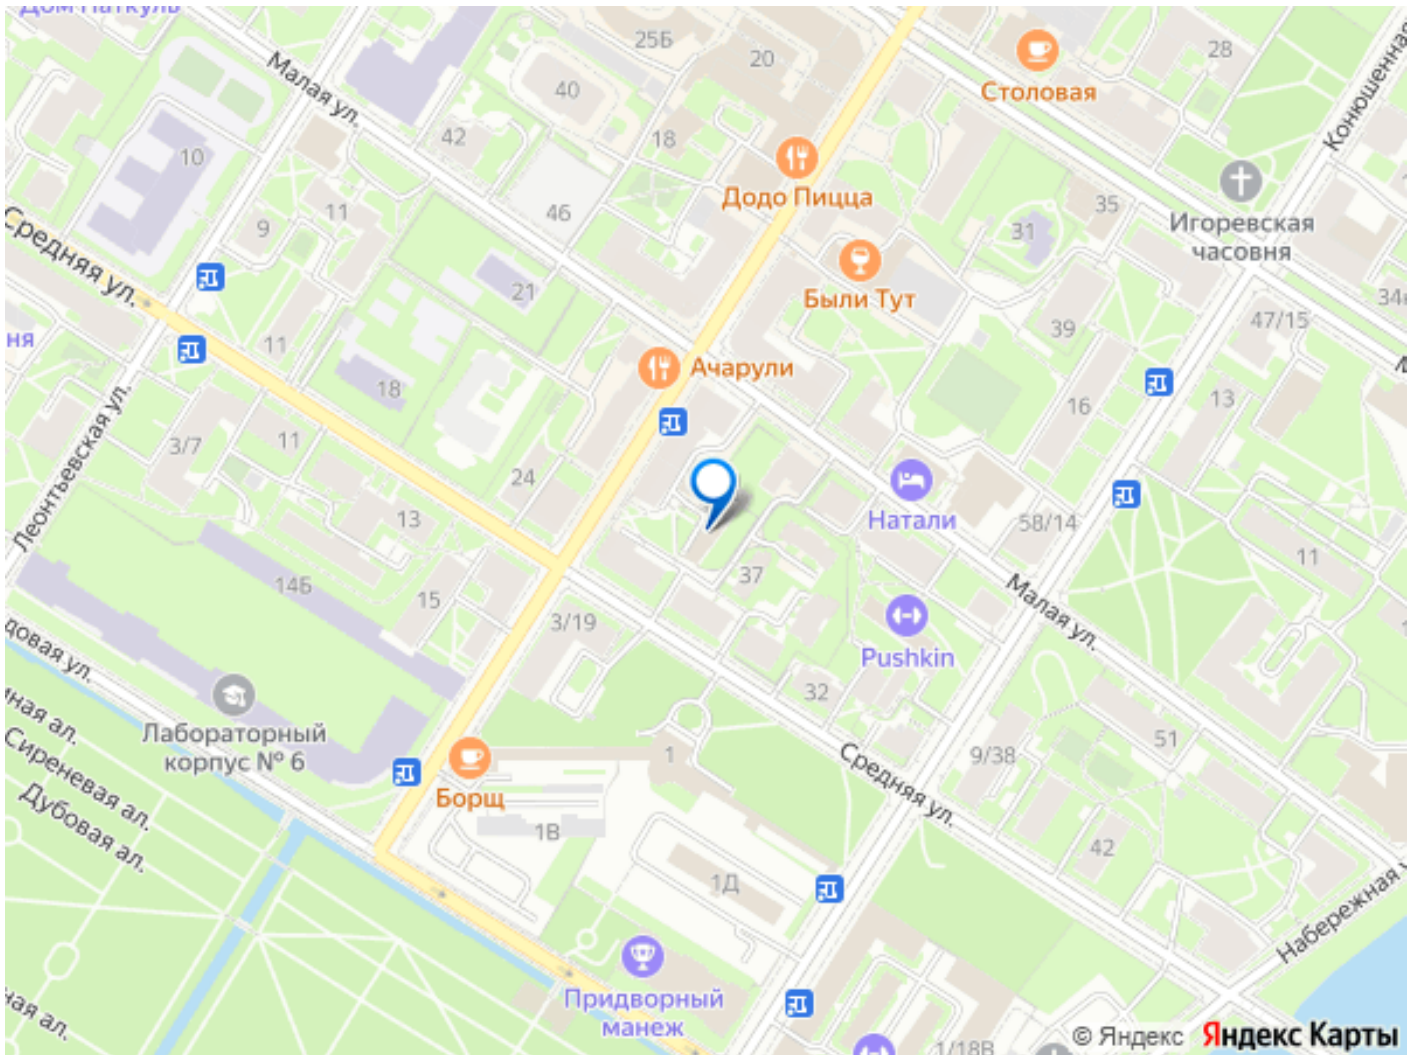 Дом Паткуль
25Б
20
28
Столовая
Конюшенная
Малая ул.
40
42
18
10
Додо Пицца
Игоревская
часовня
46
11
9
35
31
Средняя ул.
21
Были Тут
34
47/15
39
ня
11
18
Ачарули
16
13
3/7
11
24
Леонтьевская ул.
13
Натали
58/14
11
14Б
15
37
3/19
Малая ул.
Pushkin
довая ул.
32
Лабораторный
корпус № 6
ная ал.
Сиреневая ал.
Дубовая ал.
1
51
9/38
Средняя ул.
Борщ
1В
42
1Д
Набережная
Придворный
манеж
ная ал.
1/18В
© Яндекс Яндекс Карты